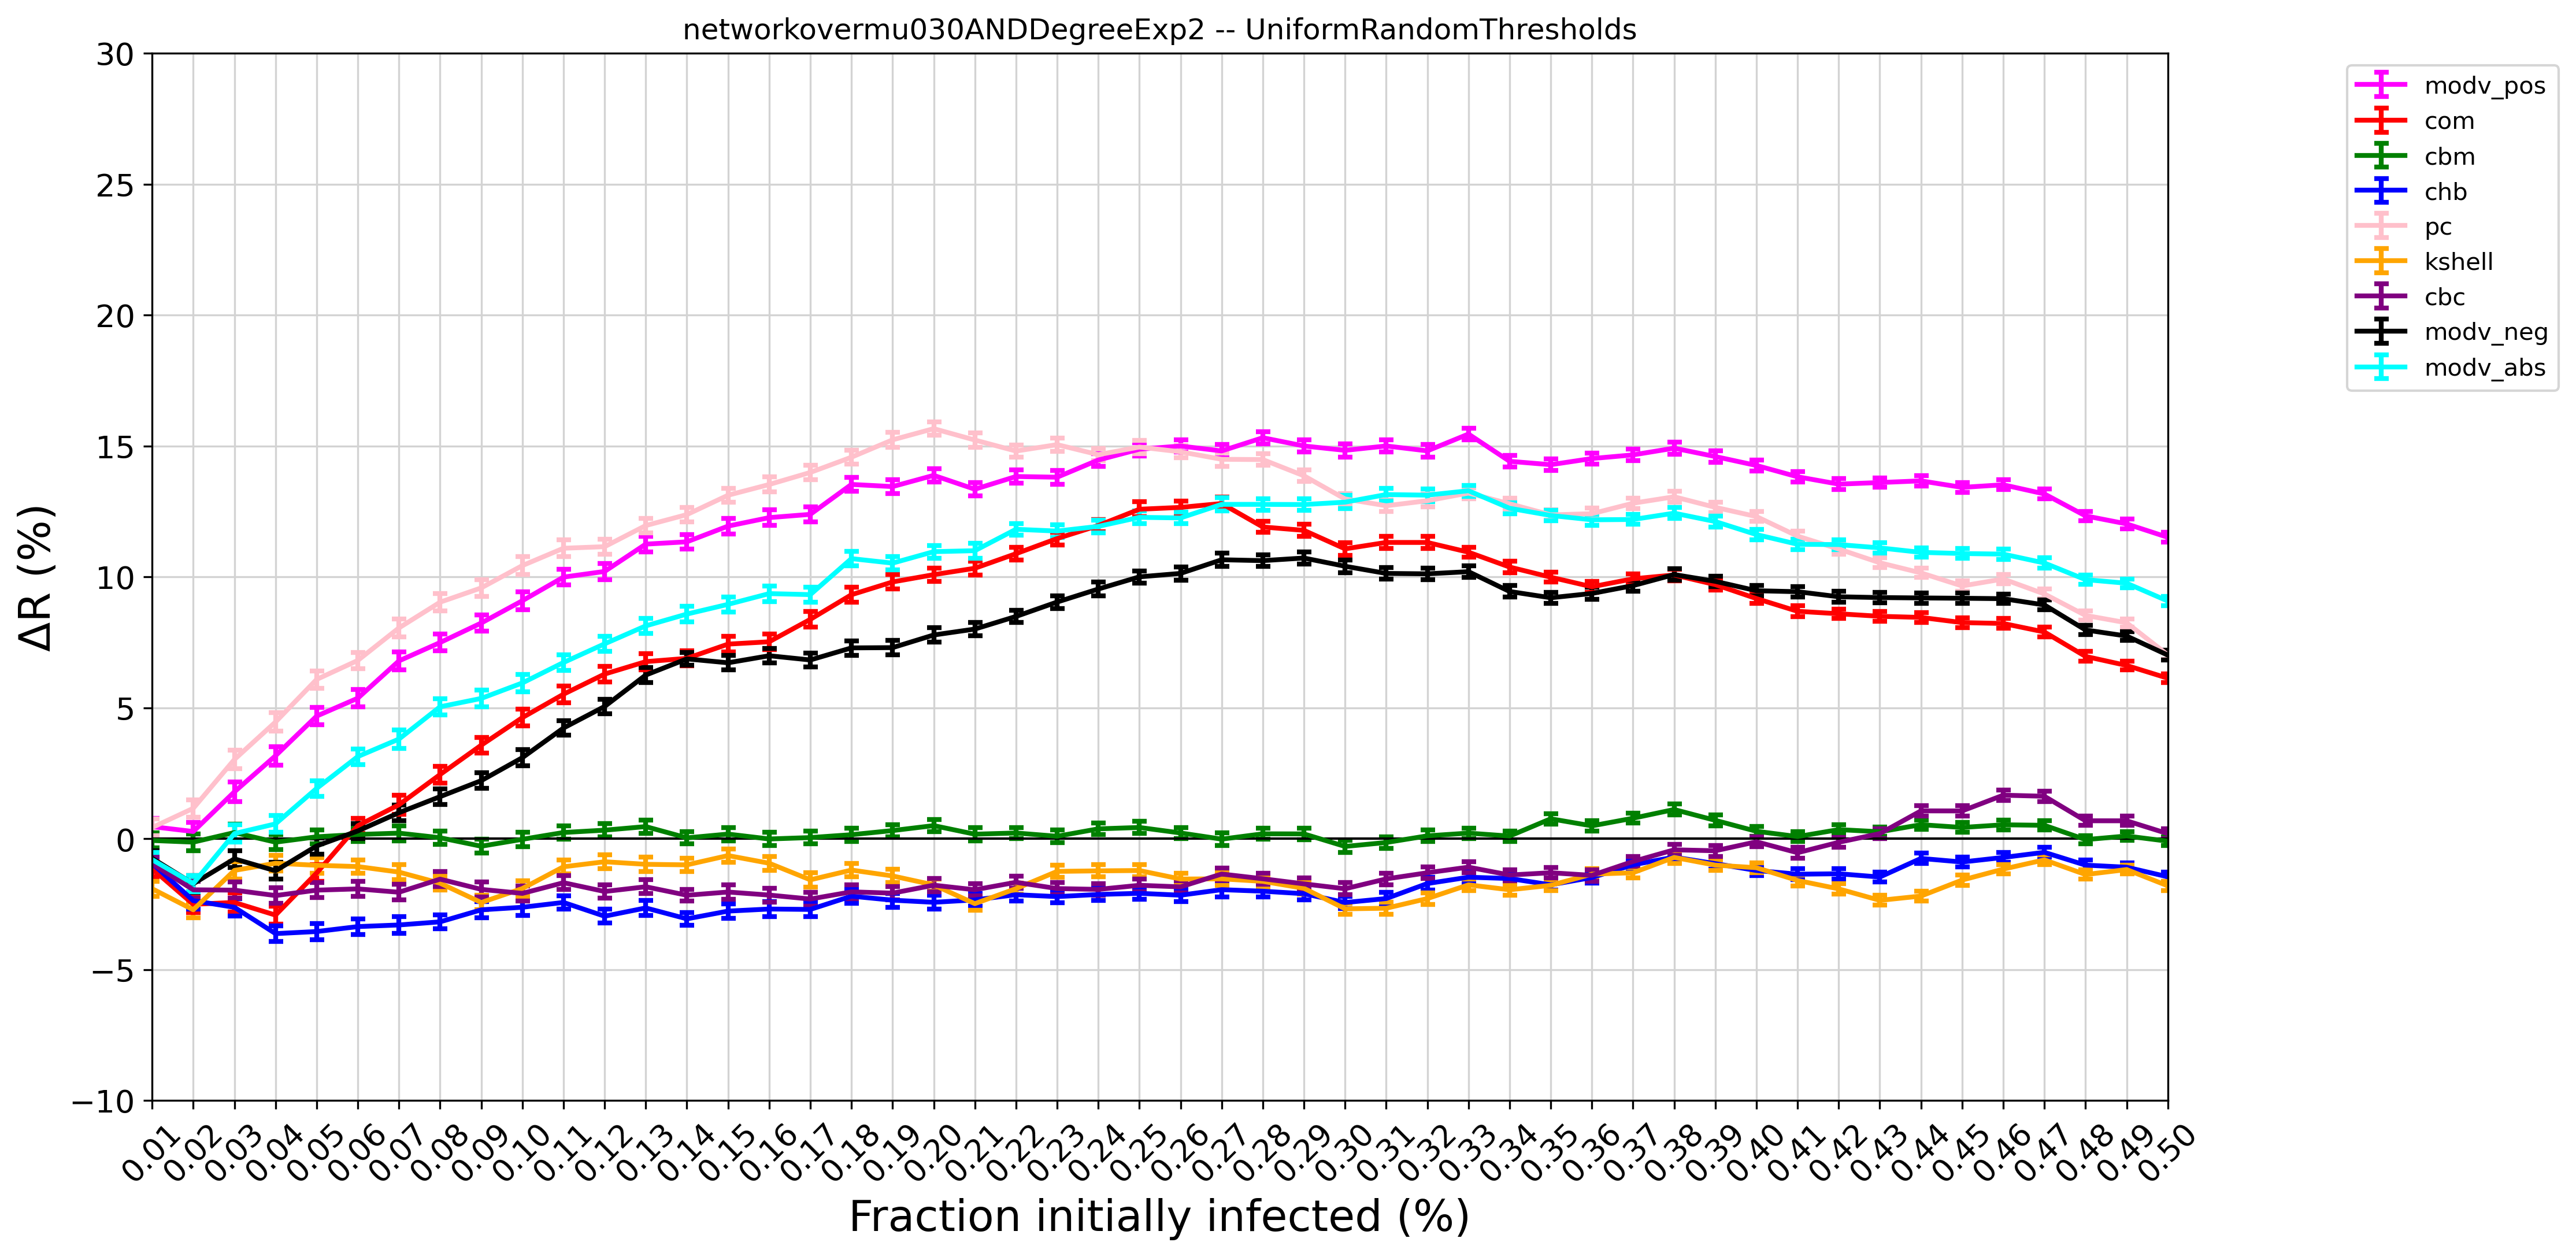 networkovermu030ANDDegreeExp2 -- UniformRandomThresholds
30
25
20
15
10
5
0
−5
−10
ΔR (%)
0.01 0.02 0.03 0.04 0.05 0.06 0.07 0.08 0.09 0.10 0.11 0.12 0.13 0.14 0.15 0.16 0.17 0.18 0.19 0.20 0.21 0.22 0.23 0.24 0.25 0.26 0.27 0.28 0.29 0.30 0.31 0.32 0.33 0.34 0.35 0.36 0.37 0.38 0.39 0.40 0.41 0.42 0.43 0.44 0.45 0.46 0.47 0.48 0.49 0.50
Fraction initially infected (%)
modv_pos
com
cbm
chb
pc
kshell
cbc
modv_neg
modv_abs